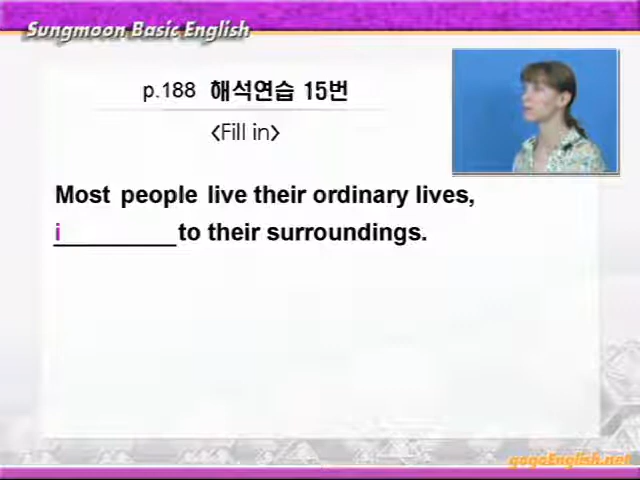 Sungmoon Basic English
p.188 해석연습 15번
<Fill in>
Most people live their ordinary lives,
i_________to their surroundings.
gogoEnglish.net